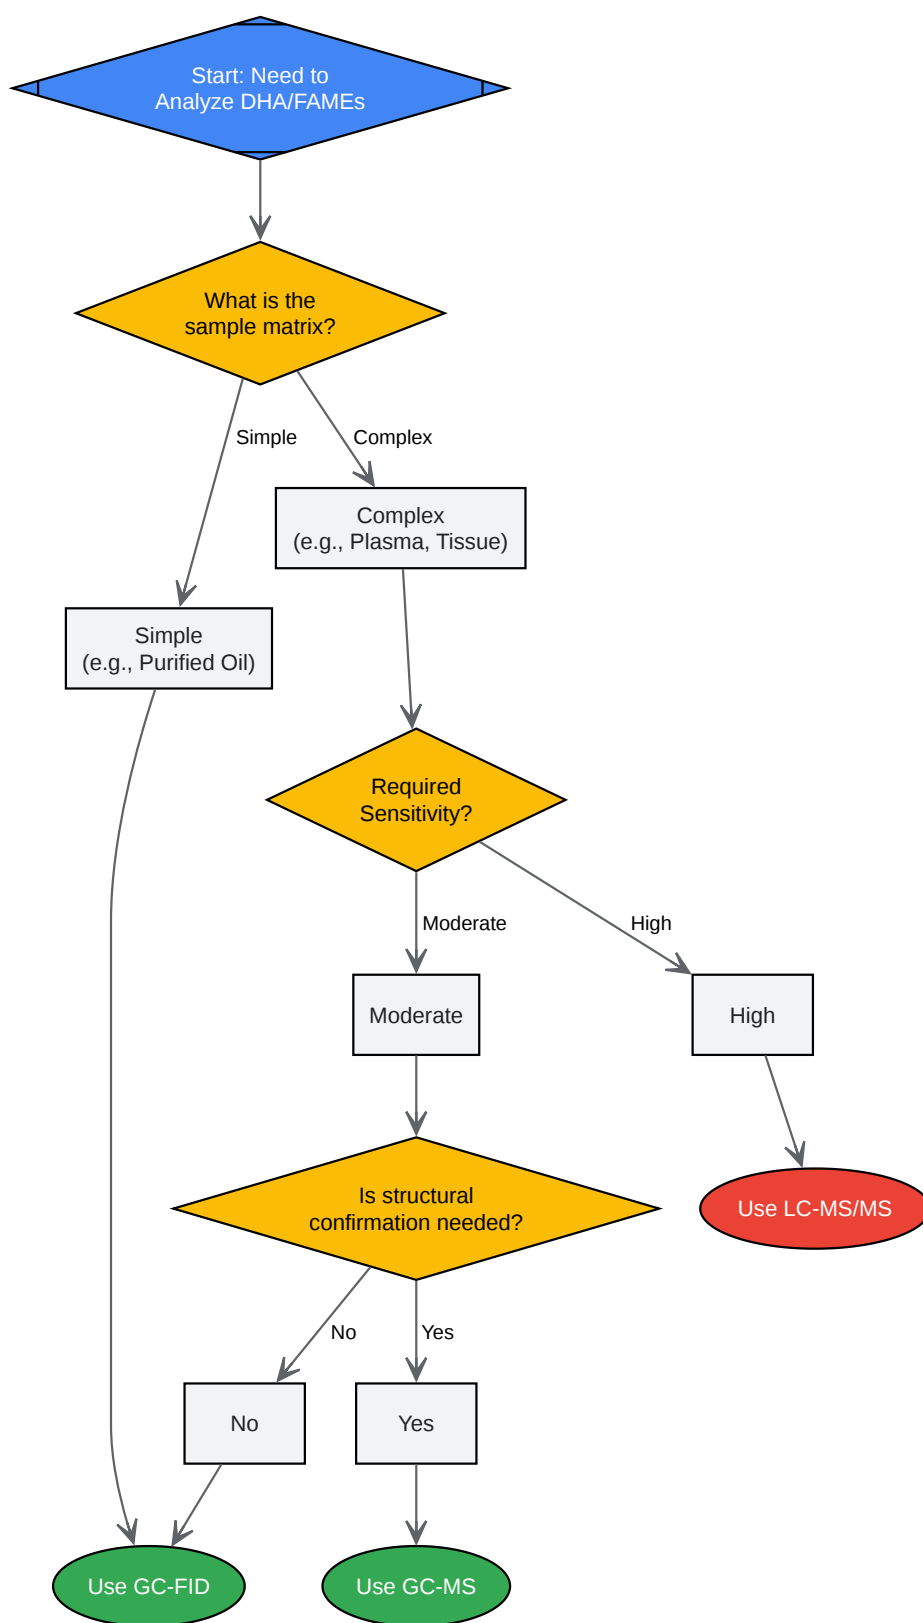 Start: Need to
Analyze DHA/FAMEs
What is the
sample matrix?
Simple
Complex
Complex
(e.g., Plasma, Tissue)
Simple
(e.g., Purified Oil)
Required
Sensitivity?
Moderate
High
Moderate
High
Is structural
confirmation needed?
Use LC-MS/MS
No
Yes
No
Yes
Use GC-FID
Use GC-MS